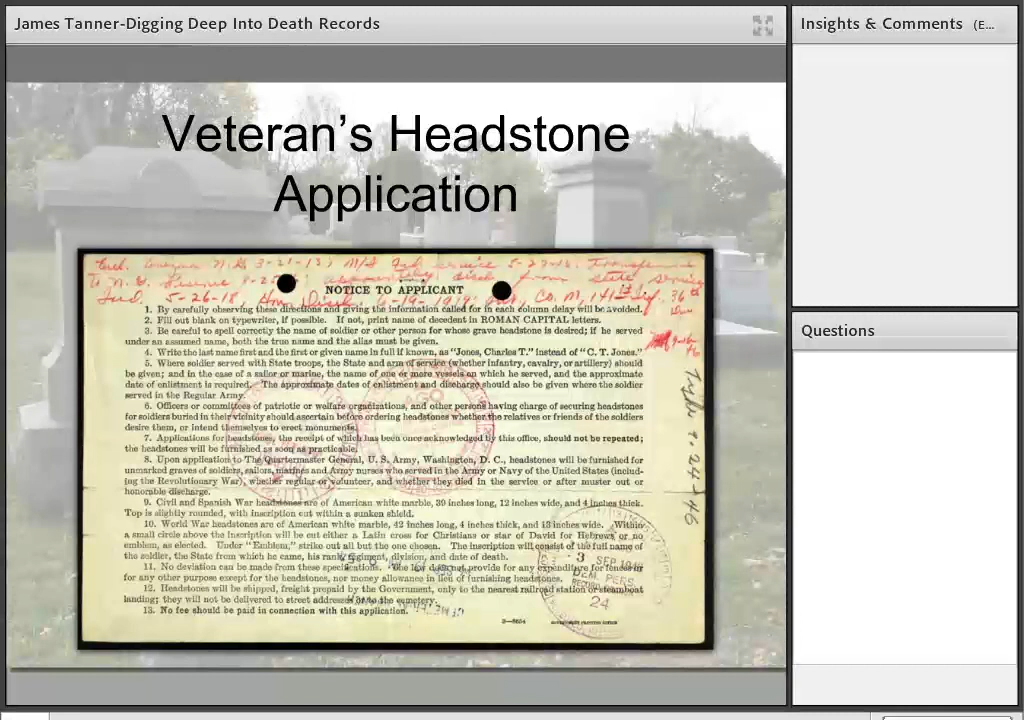 James Tanner-Digging Deep Into Death Records
Insights & Comments (E...
Questions
Veteran's Headstone
Application
5-26-18, Hon. Disch. 6-19-1919 Co. M, 141st 36th
NOTICE TO APPLICANT
1. By carefully observing these directions and giving the information called for in each column delay will be avoided.
2. Fill out blank on typewriter, if possible. If not, print name of decedent in ROMAN CAPITAL letters.
3. Be careful to spell correctly the name of soldier or other person for whose grave headstone is desired; if he served
under an assumed name, both the true name and the alias must be given.
4. Write the last name first and the first or given name in full if known, as "Jones, Charles T." instead of "C. T. Jones."
5. Where soldier served with State troops, the State and arm of service (whether infantry, cavalry, or artillery) should
be given; and in the case of a sailor or marine, the name of one or more vessels on which he served, and the approximate
date of enlistment is required. The approximate dates of enlistment and discharge should also be given where the soldier
served in the Regular Army.
6. Officers or committees of patriotic or welfare organizations, and other persons having charge of securing headstones
for soldiers buried in their vicinity should ascertain before ordering headstones whether the relatives or friends of the soldiers
desire them, or intend themselves to erect monuments.
7. Applications for headstones, the receipt of which has been once acknowledged by this office, should not be repeated;
the headstones will be furnished as soon as practicable.
8. Upon application to The Quartermaster General, U. S. Army, Washington, D. C., headstones will be furnished for
unmarked graves of soldiers, sailors, marines and Army nurses who served in the Army or Navy of the United States (includ-
ing the Revolutionary War), whether regular or volunteer, and whether they died in the service or after muster out or
honorable discharge.
9. Civil and Spanish War headstones are of American white marble, 39 inches long, 12 inches wide, and 4 inches thick.
Top is slightly rounded, with inscription cut within a sunken shield.
10. World War headstones are of American white marble, 42 inches long, 4 inches thick, and 13 inches wide. Within
a small circle above the inscription will be cut either a Latin cross for Christians or star of David for Hebrews or no
emblem, as elected. Under "Emblem," strike out all but the one chosen. The inscription will consist of the full name of
the soldier, the State from which he came, his rank, regiment, division, and date of death.
11. No deviation can be made from these specifications. The law does not provide for any expenditure for fences or
for any other purpose except for the headstones, nor money allowance in lieu of furnishing headstones.
12. Headstones will be shipped, freight prepaid by the Government, only to the nearest railroad station or steamboat
landing; they will not be delivered to street addresses or to the cemetery.
13. No fee should be paid in connection with this application.
AGO
3 SEP
24